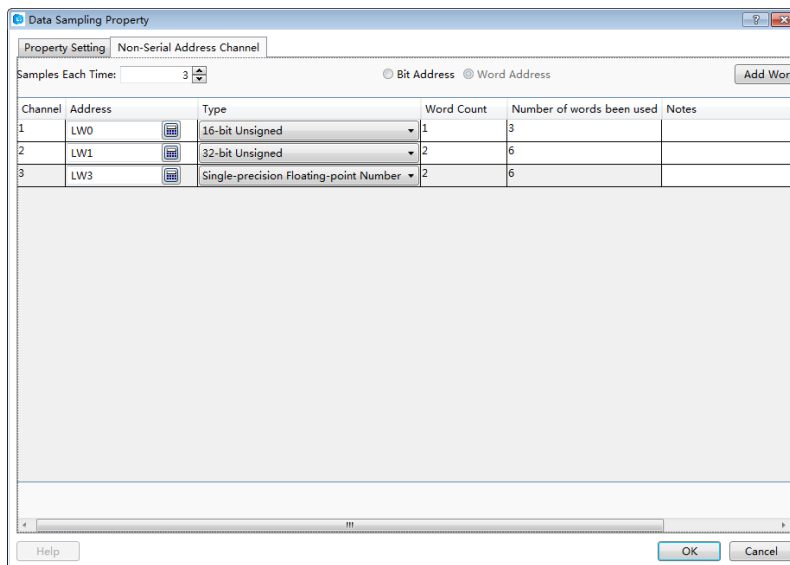 Data Sampling Property
Property Setting Non-Serial Address Channel
Samples Each Time: 3 Bit Address Word Address Add Wor
Channel Address Type Word Count Number of words been used Notes
1 LW0 16-bit Unsigned 1 3
2 LW1 32-bit Unsigned 2 6
3 LW3 Single-precision Floating-point Number 2 6
Help OK Cancel